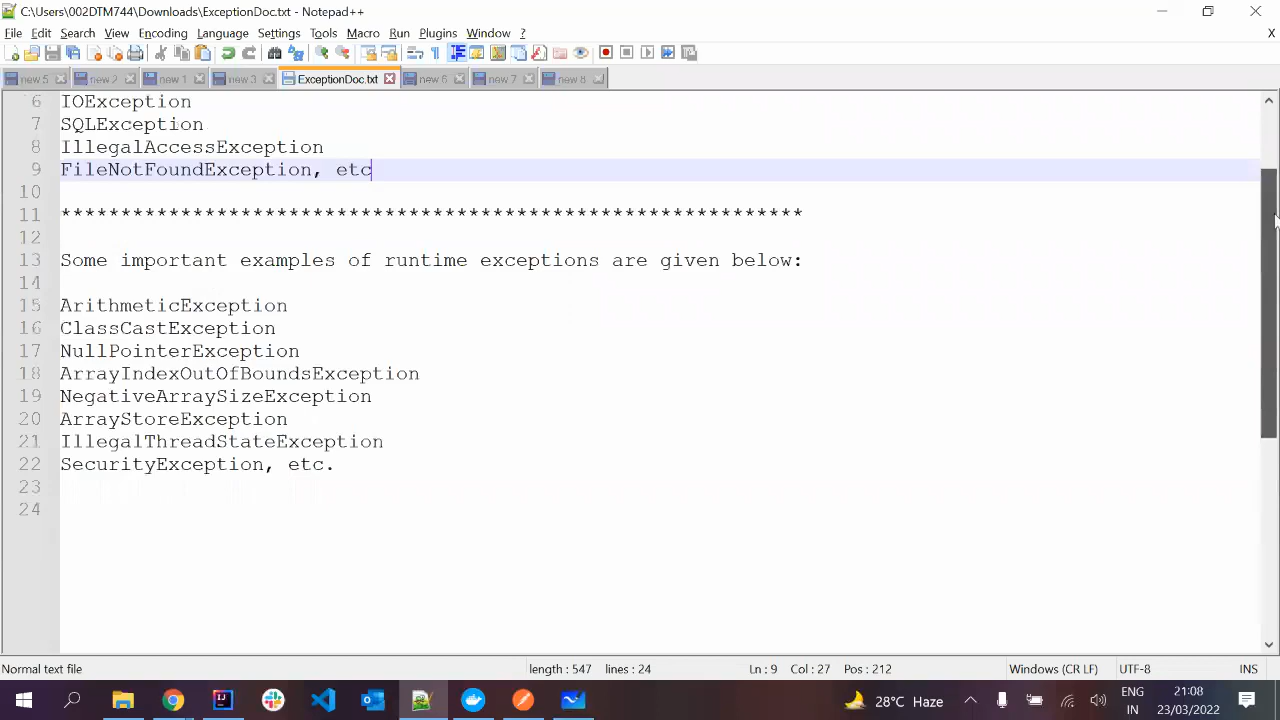 C:\Users\002DTM744\Downloads\ExceptionDoc.txt - Notepad++
File Edit Search View Encoding Language Settings Tools Macro Run Plugins Window ? X
new 5 new 2 new 1 new 3 ExceptionDoc.txt new 6 new 7 new 8
6 IOException
7 SQLException
8 IllegalAccessException
9 FileNotFoundException, etc
10
11 **************************************************************
12
13 Some important examples of runtime exceptions are given below:
14
15 ArithmeticException
16 ClassCastException
17 NullPointerException
18 ArrayIndexOutOfBoundsException
19 NegativeArraySizeException
20 ArrayStoreException
21 IllegalThreadStateException
22 SecurityException, etc.
23
24
Normal text file length : 547 lines : 24 Ln : 9 Col : 27 Pos : 212 Windows (CR LF) UTF-8 INS
28°C Haze ENG IN 21:08 23/03/2022